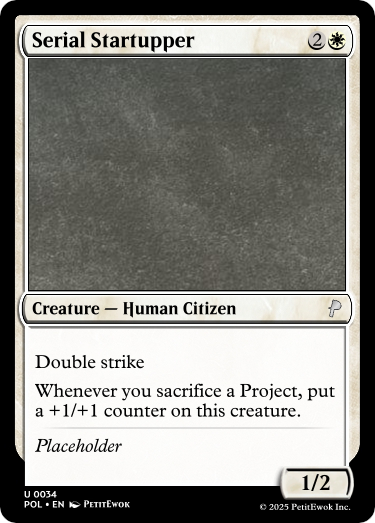 Serial Startupper 2
Creature — Human Citizen
Double strike
Whenever you sacrifice a Project, put
a +1/+1 counter on this creature.
Placeholder
1/2
U 0034
POL • EN PetitEwok
© 2025 PetitEwok Inc.